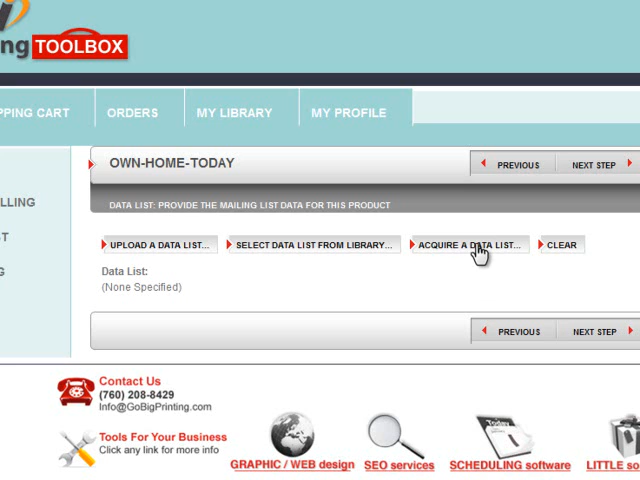 TOOLBOX
PPING CART
ORDERS
MY LIBRARY
MY PROFILE
LLING
OWN-HOME-TODAY
PREVIOUS
NEXT STEP
DATA LIST: PROVIDE THE MAILING LIST DATA FOR THIS PRODUCT
UPLOAD A DATA LIST...
SELECT DATA LIST FROM LIBRARY...
ACQUIRE A DATA LIST...
CLEAR
Data List:
(None Specified)
PREVIOUS
NEXT STEP
Contact Us
(760) 208-8429
Info@GoBigPrinting.com
Tools For Your Business
Click any link for more info
GRAPHIC / WEB design
SEO services
SCHEDULING software
LITTLE so